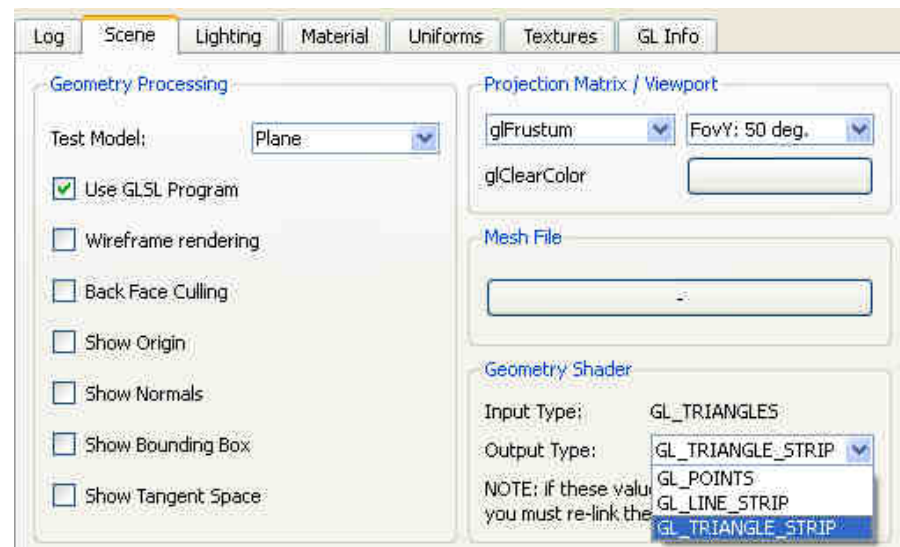 Log Scene Lighting Material Uniforms Textures GL Info
Geometry Processing
Test Model: Plane
Use GLSL Program
Wireframe rendering
Back Face Culling
Show Origin
Show Normals
Show Bounding Box
Show Tangent Space
Projection Matrix / Viewport
glFrustum FovY: 50 deg.
glClearColor
Mesh File
-
Geometry Shader
Input Type: GL_TRIANGLES
Output Type: GL_TRIANGLE_STRIP
GL_POINTS
GL_LINE_STRIP
GL_TRIANGLE_STRIP
NOTE: if these
you must re-link the